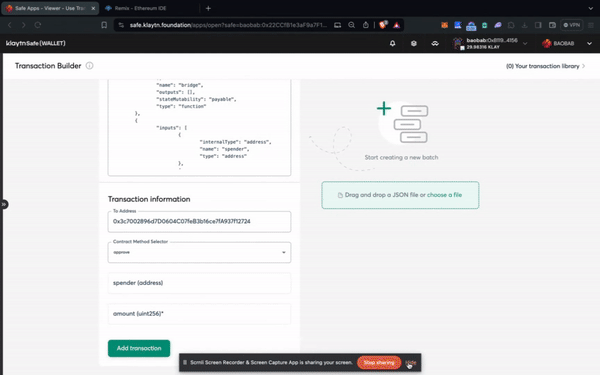 Safe Apps - Viewer - Use Tra
Remix - Ethereum IDE
safe.klaytn.foundation/apps/open?safe=baobab:0x22CCf81e3aF9a7F1...
VPN
klaytn Safe {WALLET}
baobab:0x8119...4156
29.98316 KLAY
BAOBAB
Transaction Builder
(0) Your transaction library
"name": "bridge",
"outputs": [],
"stateMutability": "payable",
"type": "function"
},
{
"inputs": [
{
"internalType": "address",
"name": "spender",
"type": "address"
},
Start creating a new batch
Drag and drop a JSON file or choose a file
Transaction information
To Address
0x3c7002896d7D0604C07feB3b16ce7fA937f12724
Contract Method Selector
approve
spender (address)
amount (uint256)*
Add transaction
Scrnli Screen Recorder & Screen Capture App is sharing your screen.
Stop sharing
Hide